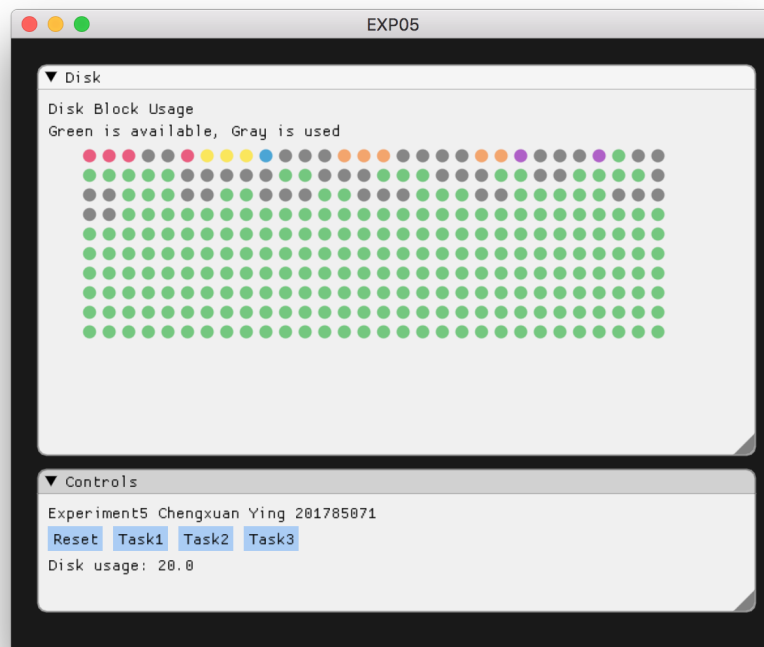 EXP05
Disk
Disk Block Usage
Green is available, Gray is used
Controls
Experiment5 Chengxuan Ying 201785071
Reset Task1 Task2 Task3
Disk usage: 20.0